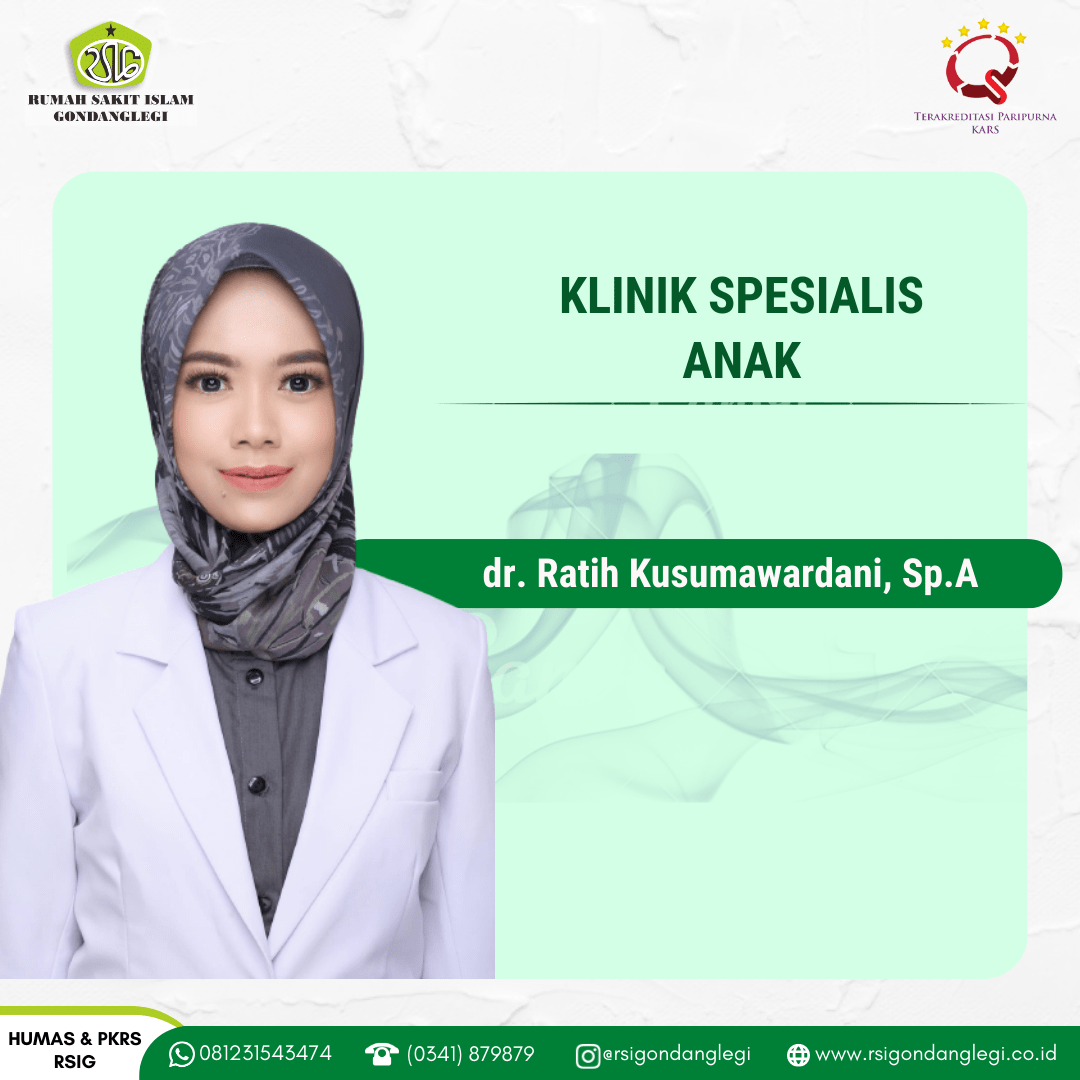 RSIG
RUMAH SAKIT ISLAM
GONDANGLEGI
TERAKREDITASI PARIPURNA
KARS
KLINIK SPESIALIS
ANAK
dr. Ratih Kusumawardani, Sp.A
HUMAS & PKRS
RSIG
081231543474
(0341) 879879
@rsigondanglegi
www.rsigondanglegi.co.id